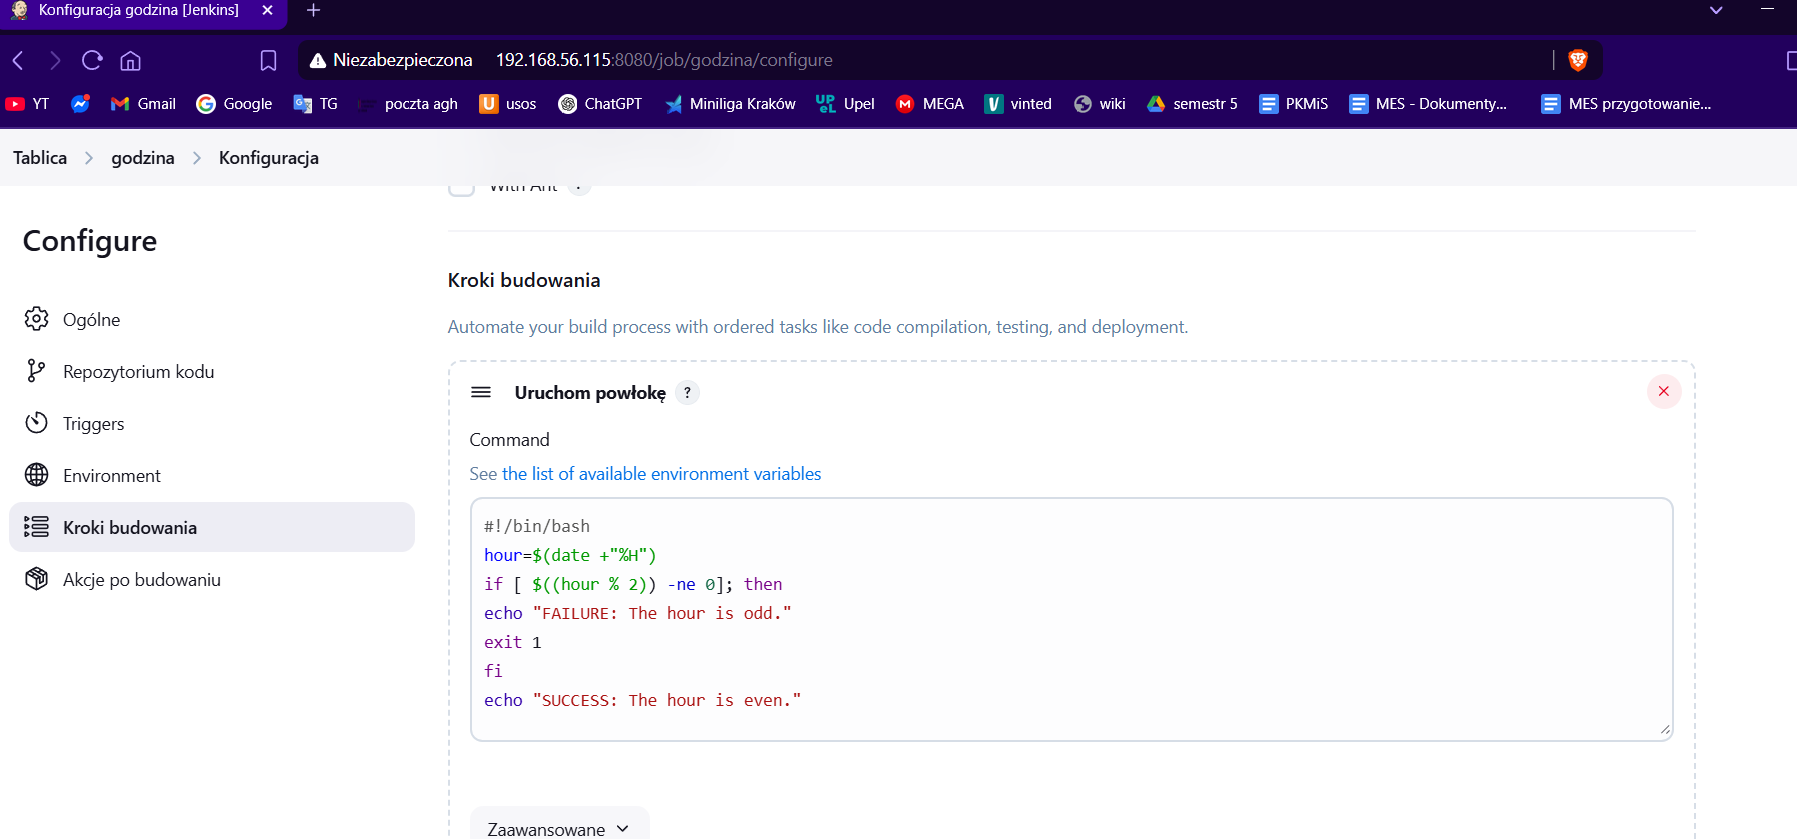 Konfiguracja godzina [Jenkins]
Niezabezpieczona 192.168.56.115:8080/job/godzina/configure
YT Gmail Google TG poczta agh usos ChatGPT Miniliga Kraków Upel MEGA vinted wiki semestr 5 PKMiS MES - Dokumenty... MES przygotowanie...
Tablica > godzina > Konfiguracja
With Ant ?
Configure
Ogólne
Repozytorium kodu
Triggers
Environment
Kroki budowania
Akcje po budowaniu
Kroki budowania
Automate your build process with ordered tasks like code compilation, testing, and deployment.
Uruchom powłokę ?
Command
See the list of available environment variables
#!/bin/bash
hour=$(date +"%H")
if [ $((hour % 2)) -ne 0]; then
echo "FAILURE: The hour is odd."
exit 1
fi
echo "SUCCESS: The hour is even."
Zaawansowane